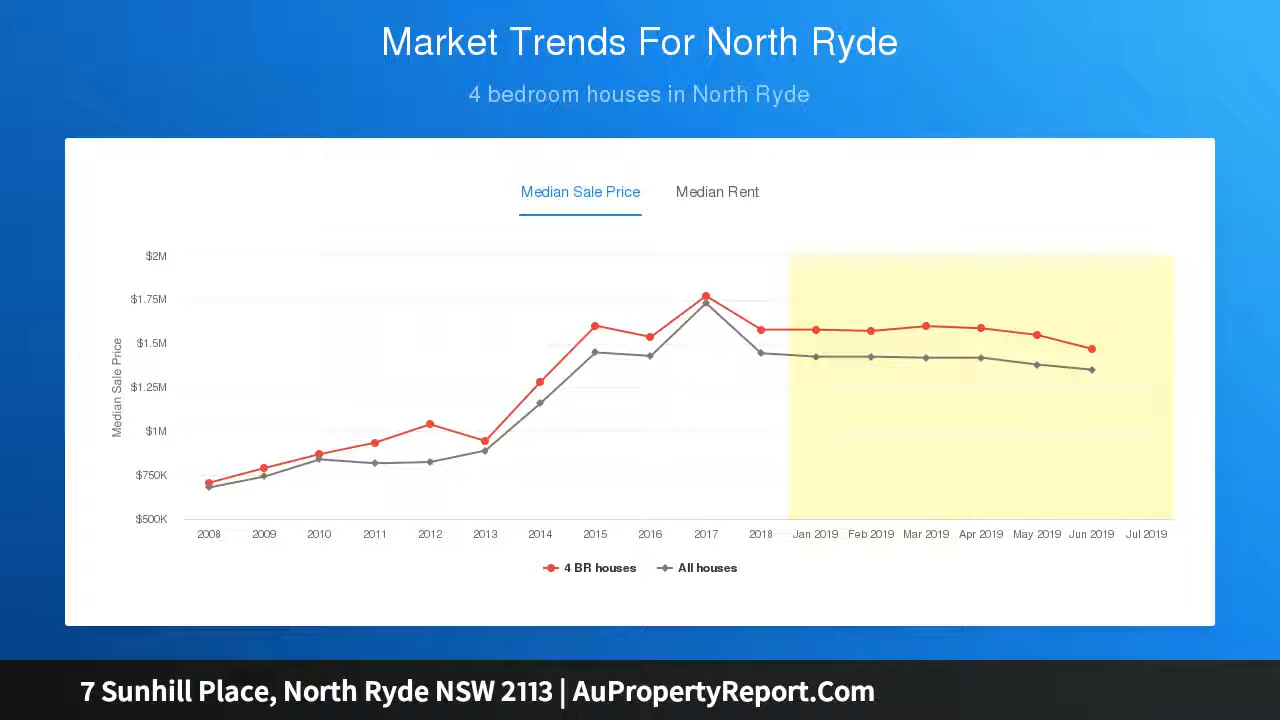 Market Trends For North Ryde
4 bedroom houses in North Ryde
Median Sale Price Median Rent
Median Sale Price
$2M
$1.75M
$1.5M
$1.25M
$1M
$750K
$500K
2008 2009 2010 2011 2012 2013 2014 2015 2016 2017 2018 Jan 2019 Feb 2019 Mar 2019 Apr 2019 May 2019 Jun 2019 Jul 2019
4 BR houses All houses
7 Sunhill Place, North Ryde NSW 2113 | AuPropertyReport.Com